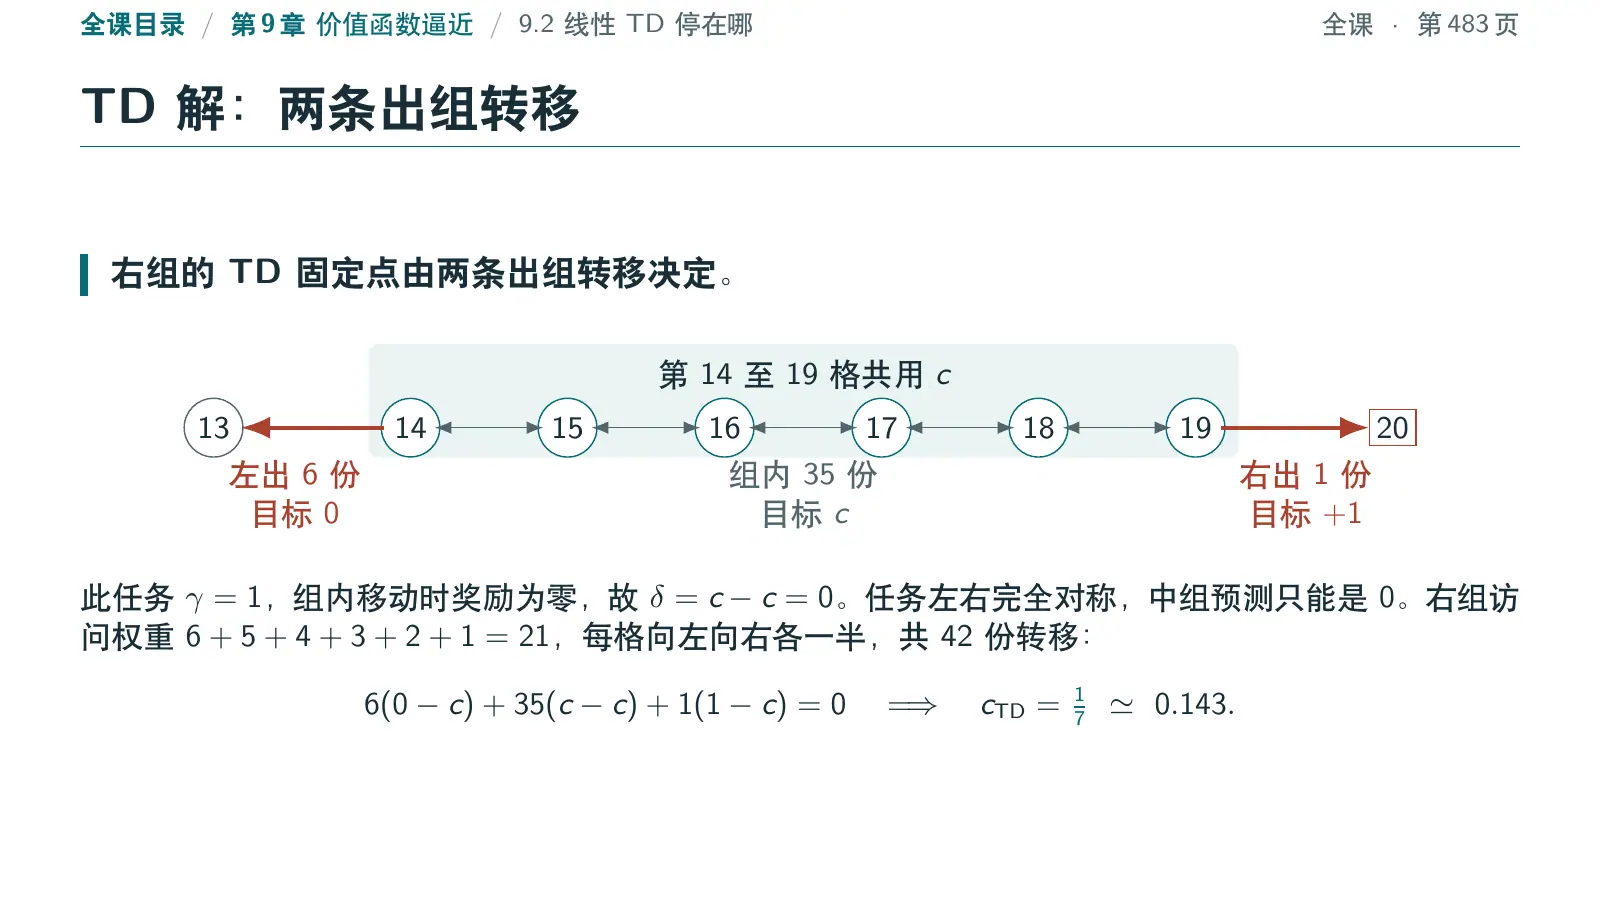 全课目录 / 第 9 章 价值函数逼近 / 9.2 线性 TD 停在哪
全课 · 第 483 页
TD 解：两条出组转移
右组的 TD 固定点由两条出组转移决定。
第 14 至 19 格共用 c
13 14 15 16 17 18 19 20
左出 6 份 组内 35 份 右出 1 份
目标 0 目标 c 目标 +1
此任务 γ = 1，组内移动时奖励为零，故 δ = c − c = 0。任务左右完全对称，中组预测只能是 0。右组访
问权重 6 + 5 + 4 + 3 + 2 + 1 = 21，每格向左向右各一半，共 42 份转移：
6(0 − c) + 35(c − c) + 1(1 − c) = 0 ⟹ c_TD = 1/7 ≃ 0.143.